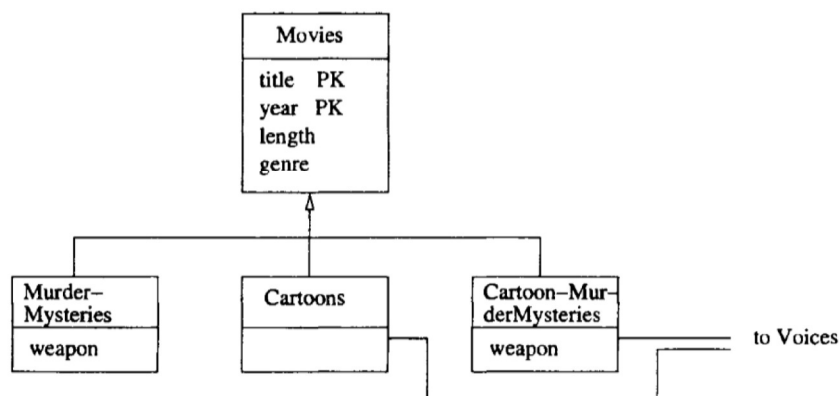 Movies
title PK
year PK
length
genre
Murder–
Mysteries
weapon
Cartoons
Cartoon–Mur–
derMysteries
weapon
to Voices